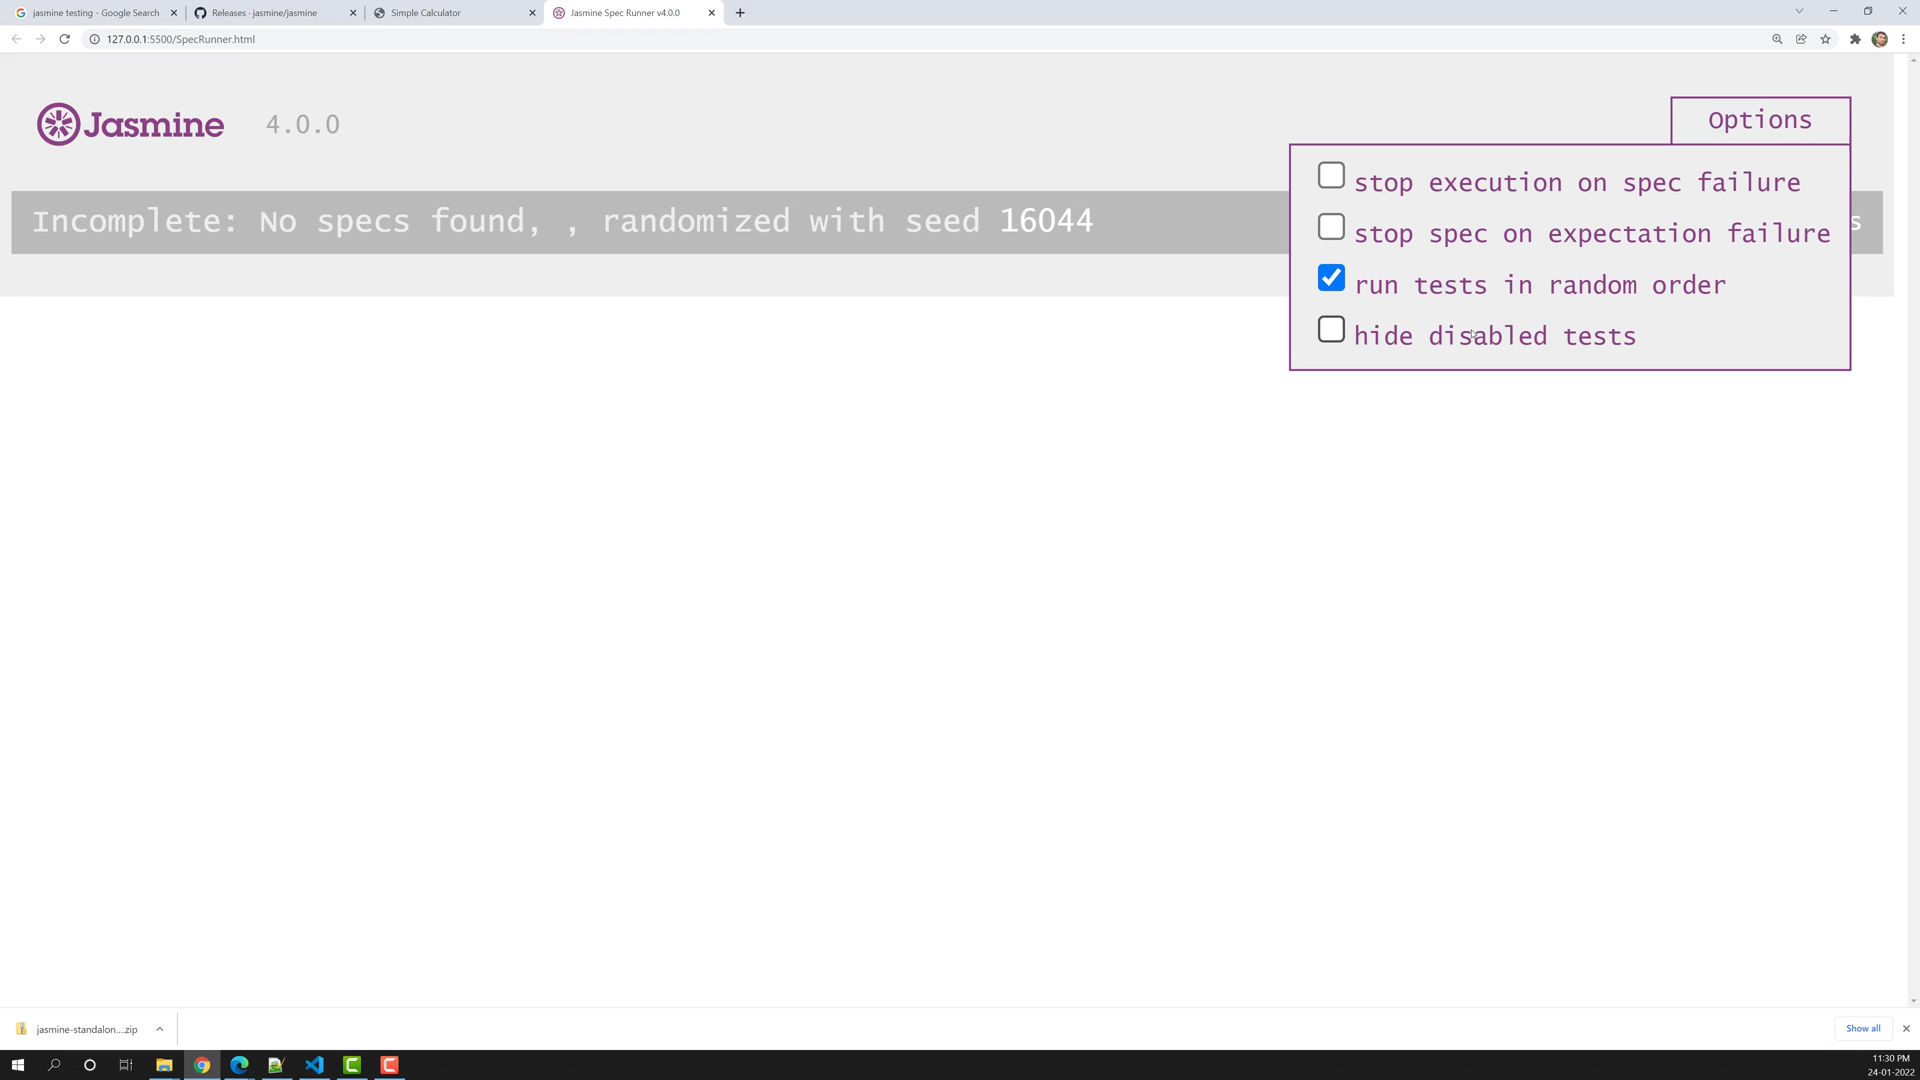 jasmine testing - Google Search
Releases · jasmine/jasmine
Simple Calculator
Jasmine Spec Runner v4.0.0
127.0.0.1:5500/SpecRunner.html
Jasmine 4.0.0
Options
Incomplete: No specs found, , randomized with seed 16044
s
stop execution on spec failure
stop spec on expectation failure
run tests in random order
hide disabled tests
jasmine-standalon....zip
Show all
11:30 PM
24-01-2022